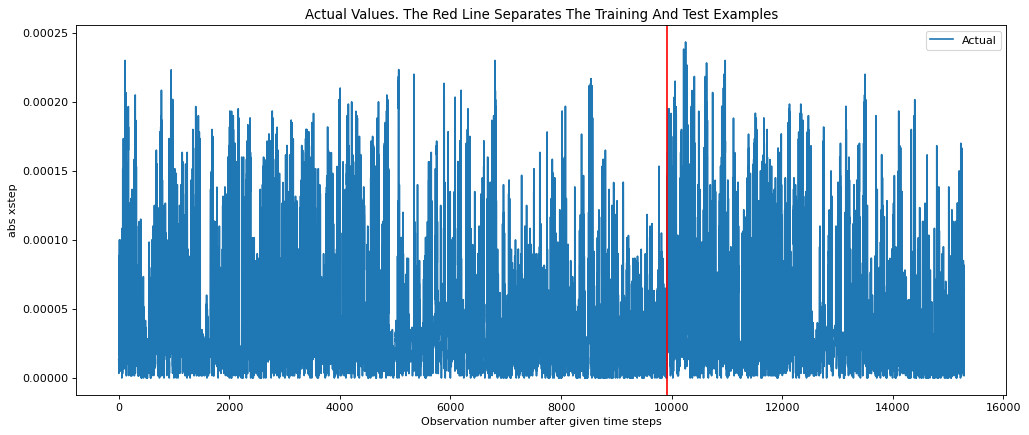 Actual Values. The Red Line Separates The Training And Test Examples
Actual
0.00025
0.00020
0.00015
0.00010
0.00005
0.00000
abs xstep
0 2000 4000 6000 8000 10000 12000 14000 16000
Observation number after given time steps